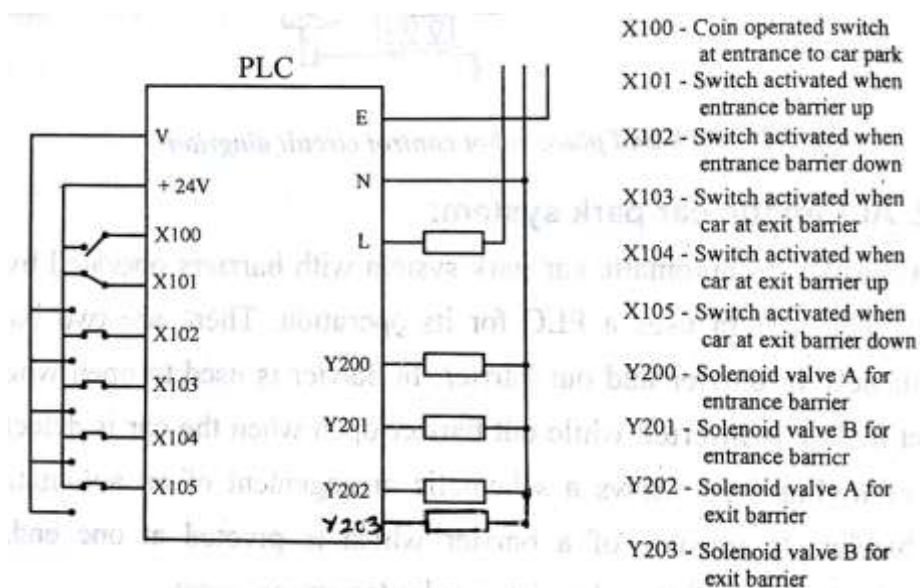 PLC
V
+ 24V
X100
X101
X102
X103
X104
X105
E
N
L
Y200
Y201
Y202
Y203
X100 - Coin operated switch
at entrance to car park
X101 - Switch activated when
entrance barrier up
X102 - Switch activated when
entrance barrier down
X103 - Switch activated when
car at exit barrier
X104 - Switch activated when
car at exit barrier up
X105 - Switch activated when
car at exit barrier down
Y200 - Solenoid valve A for
entrance barrier
Y201 - Solenoid valve B for
entrance barrier
Y202 - Solenoid valve A for
exit barrier
Y203 - Solenoid valve B for
exit barrier